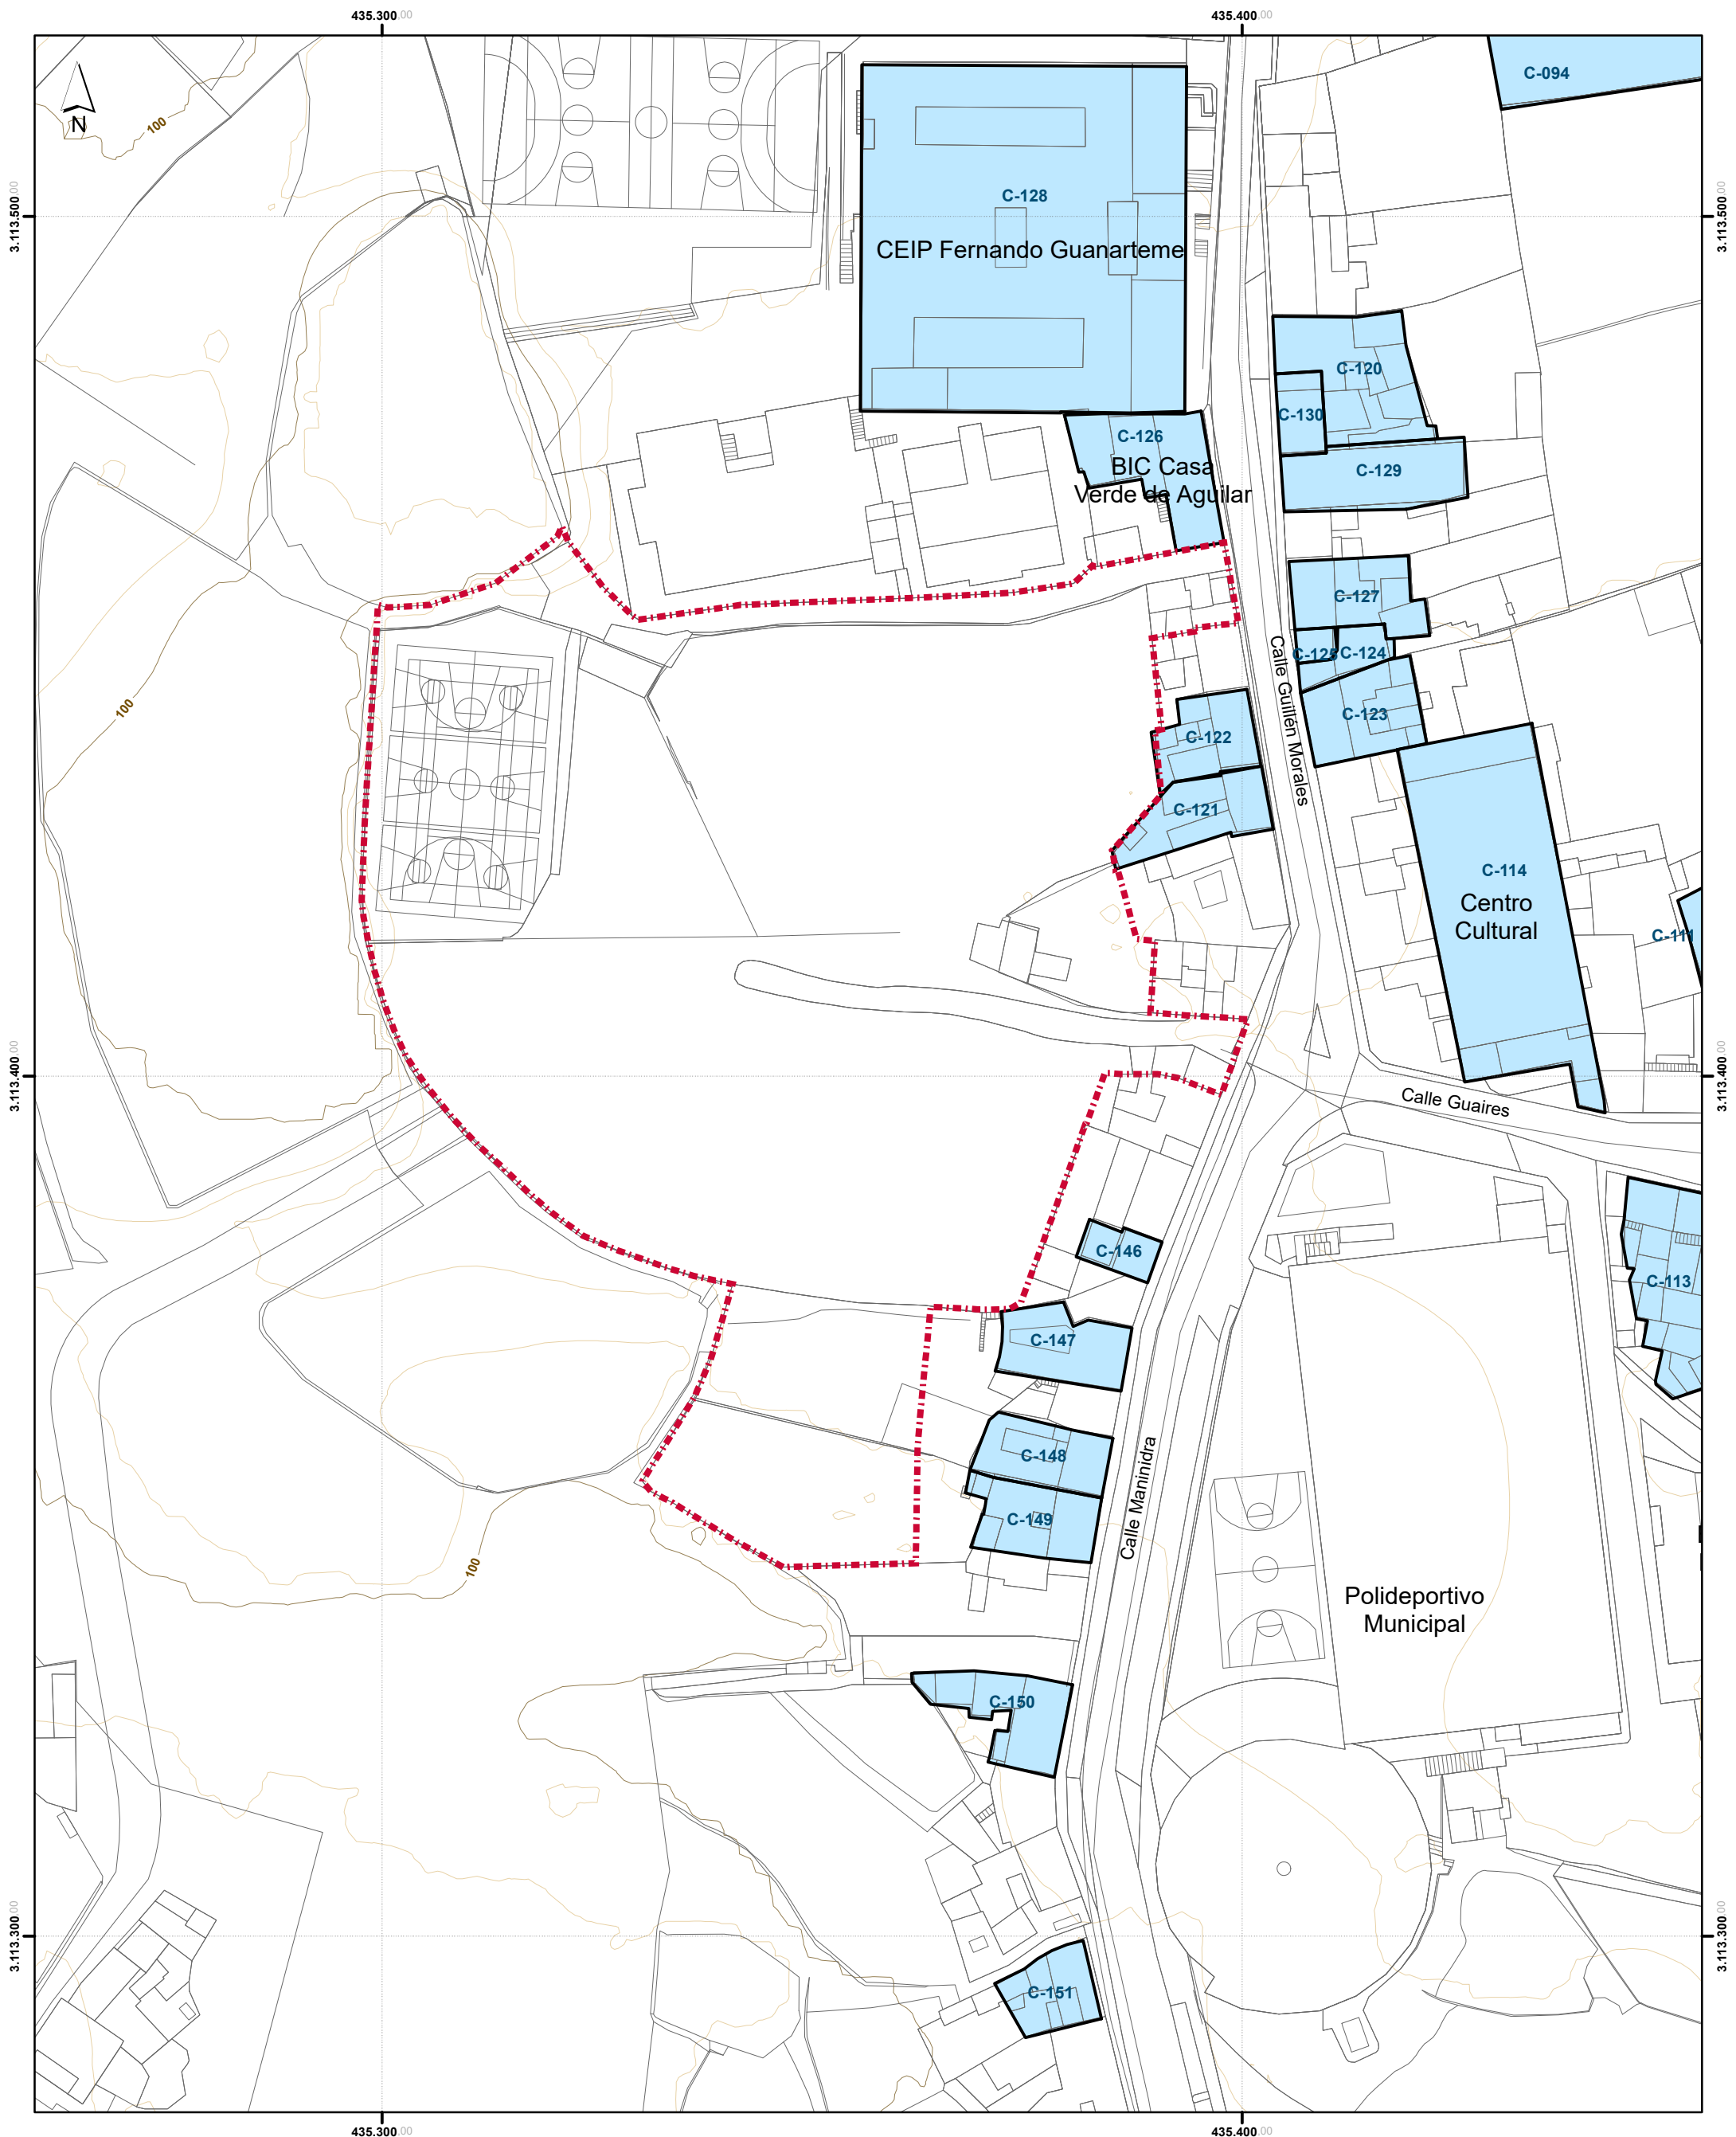 435.300.00
435.400.00
C-094
N
100
C-128
3.113.500.00
3.113.500.00
CEIP Fernando Guanarteme
C-120
C-130
C-126
BIC Casa
Verde de Aguilar
C-129
C-127
C-125
C-124
Calle Guillén Morales
100
C-123
C-122
C-121
C-114
Centro
Cultural
C-111
3.113.400.00
3.113.400.00
Calle Guaires
C-146
C-113
C-147
C-148
Calle Maninidra
C-149
100
Polideportivo
Municipal
C-150
3.113.300.00
3.113.300.00
C-151
435.300.00
435.400.00